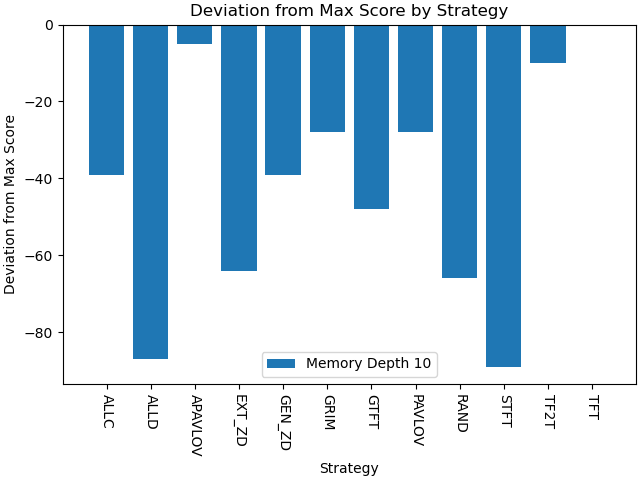 Deviation from Max Score by Strategy
Deviation from Max Score
0
−20
−40
−60
−80
Memory Depth 10
ALLC
ALLD
APAVLOV
EXT_ZD
GEN_ZD
GRIM
GTFT
PAVLOV
RAND
STFT
TF2T
TFT
Strategy